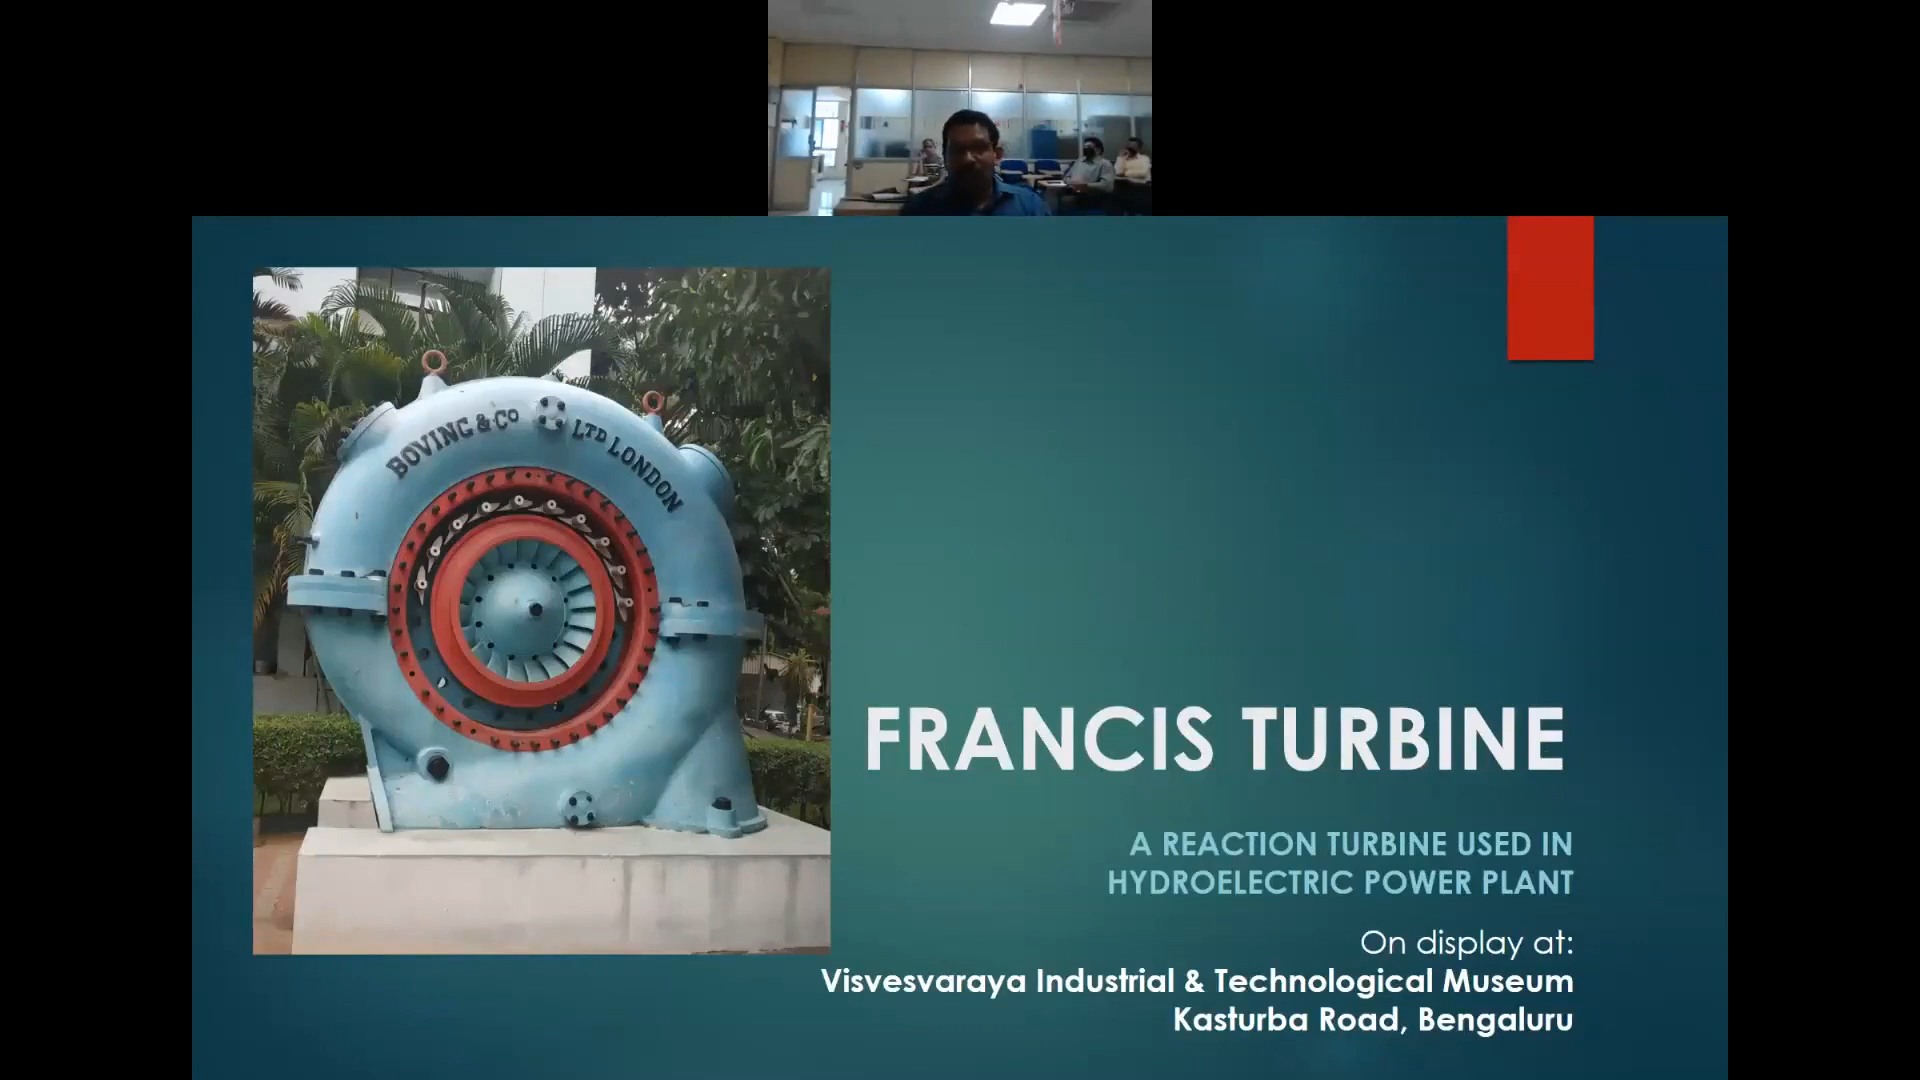 BOVING & CO LTD LONDON
FRANCIS TURBINE
A REACTION TURBINE USED IN
HYDROELECTRIC POWER PLANT
On display at:
Visvesvaraya Industrial & Technological Museum
Kasturba Road, Bengaluru